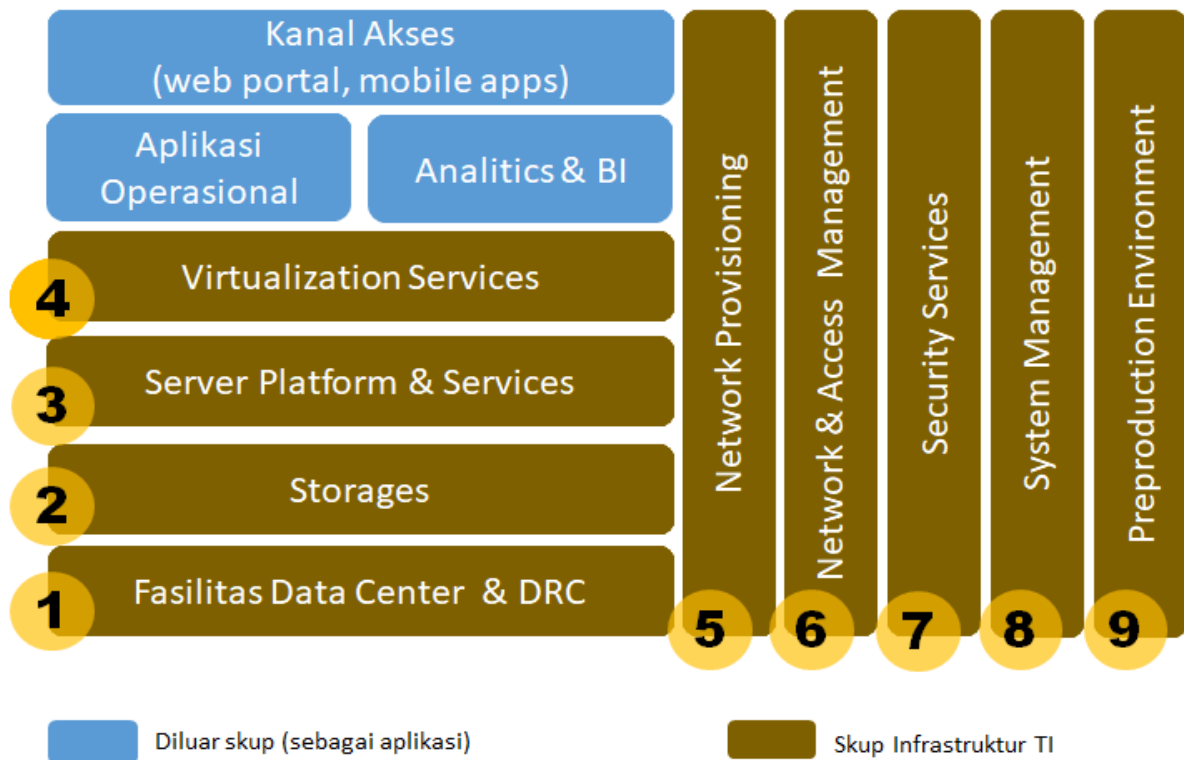 Kanal Akses
(web portal, mobile apps)
Aplikasi
Operasional
Analitics & BI
4
Virtualization Services
3
Server Platform & Services
2
Storages
1
Fasilitas Data Center & DRC
Network Provisioning
5
Network & Access Management
6
Security Services
7
System Management
8
Preproduction Environment
9
Diluar skup (sebagai aplikasi)
Skup Infrastruktur TI